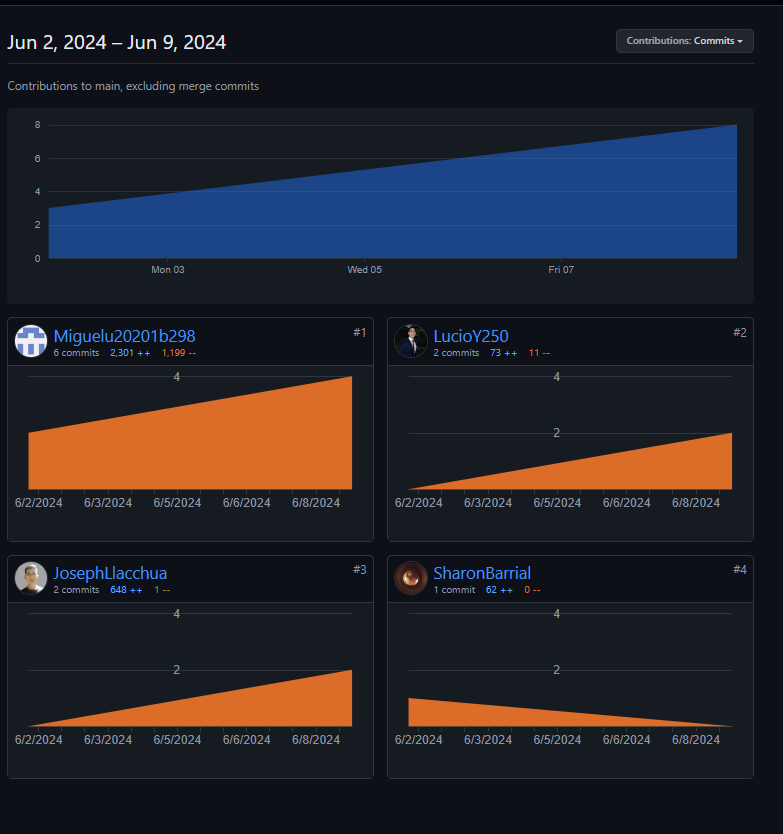 Jun 2, 2024 – Jun 9, 2024
Contributions: Commits
Contributions to main, excluding merge commits
8
6
4
2
0
Mon 03 Wed 05 Fri 07
Miguelu20201b298 #1
6 commits 2,301 ++ 1,199 --
4
6/2/2024 6/3/2024 6/5/2024 6/6/2024 6/8/2024
LucioY250 #2
2 commits 73 ++ 11 --
4
2
6/2/2024 6/3/2024 6/5/2024 6/6/2024 6/8/2024
JosephLlacchua #3
2 commits 648 ++ 1 --
4
2
6/2/2024 6/3/2024 6/5/2024 6/6/2024 6/8/2024
SharonBarrial #4
1 commit 62 ++ 0 --
4
2
6/2/2024 6/3/2024 6/5/2024 6/6/2024 6/8/2024